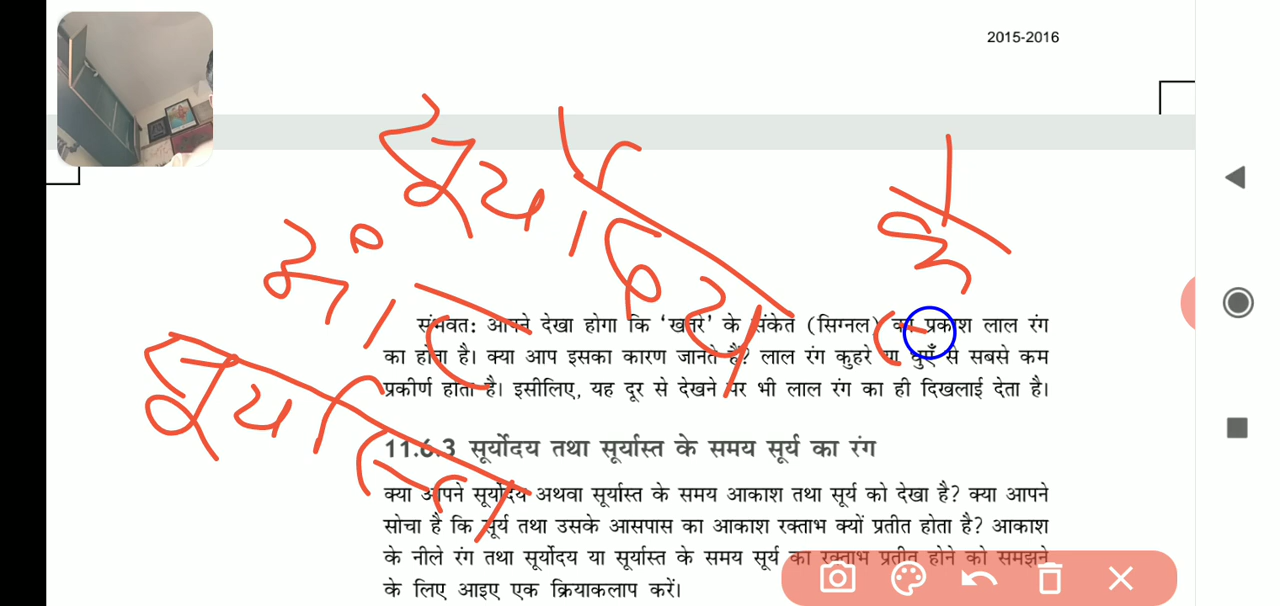 2015-2016
सूर्योदय
और
सूर्यास्त
संभवत: आपने देखा होगा कि ‘खतरे’ के संकेत (सिग्नल) का प्रकाश लाल रंग
का होता है। क्या आप इसका कारण जानते हैं? लाल रंग कुहरे या धुएँ से सबसे कम
प्रकीर्ण होता है। इसीलिए, यह दूर से देखने पर भी लाल रंग का ही दिखलाई देता है।
11.6.3 सूर्योदय तथा सूर्यास्त के समय सूर्य का रंग
क्या आपने सूर्योदय अथवा सूर्यास्त के समय आकाश तथा सूर्य को देखा है? क्या आपने
सोचा है कि सूर्य तथा उसके आसपास का आकाश रक्ताभ क्यों प्रतीत होता है? आकाश
के नीले रंग तथा सूर्योदय या सूर्यास्त के समय सूर्य का रक्ताभ प्रतीत होने को समझने
के लिए आइए एक क्रियाकलाप करें।